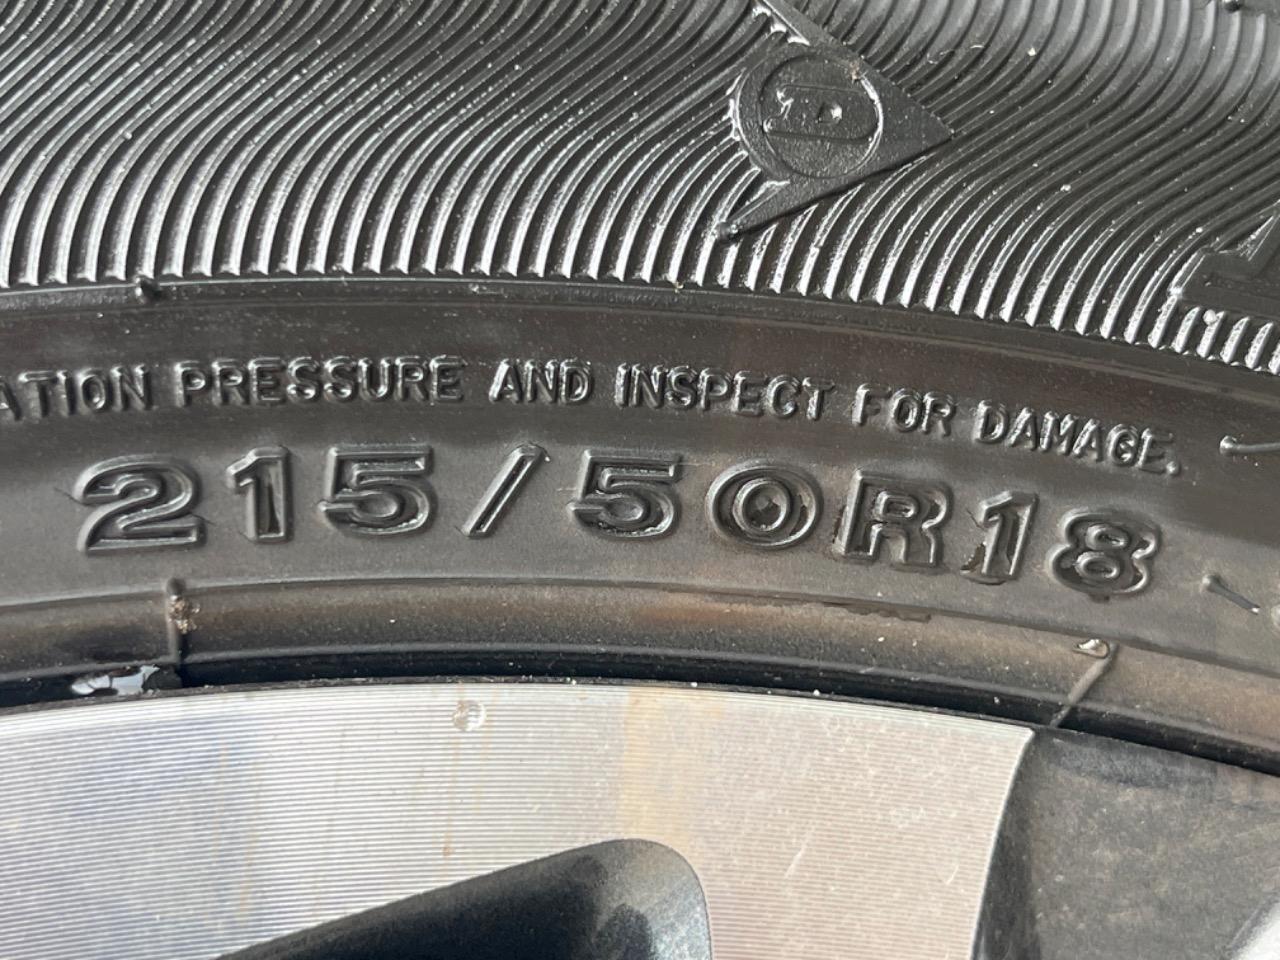 D
ATION PRESSURE AND INSPECT FOR DAMAGE.
215/50R18